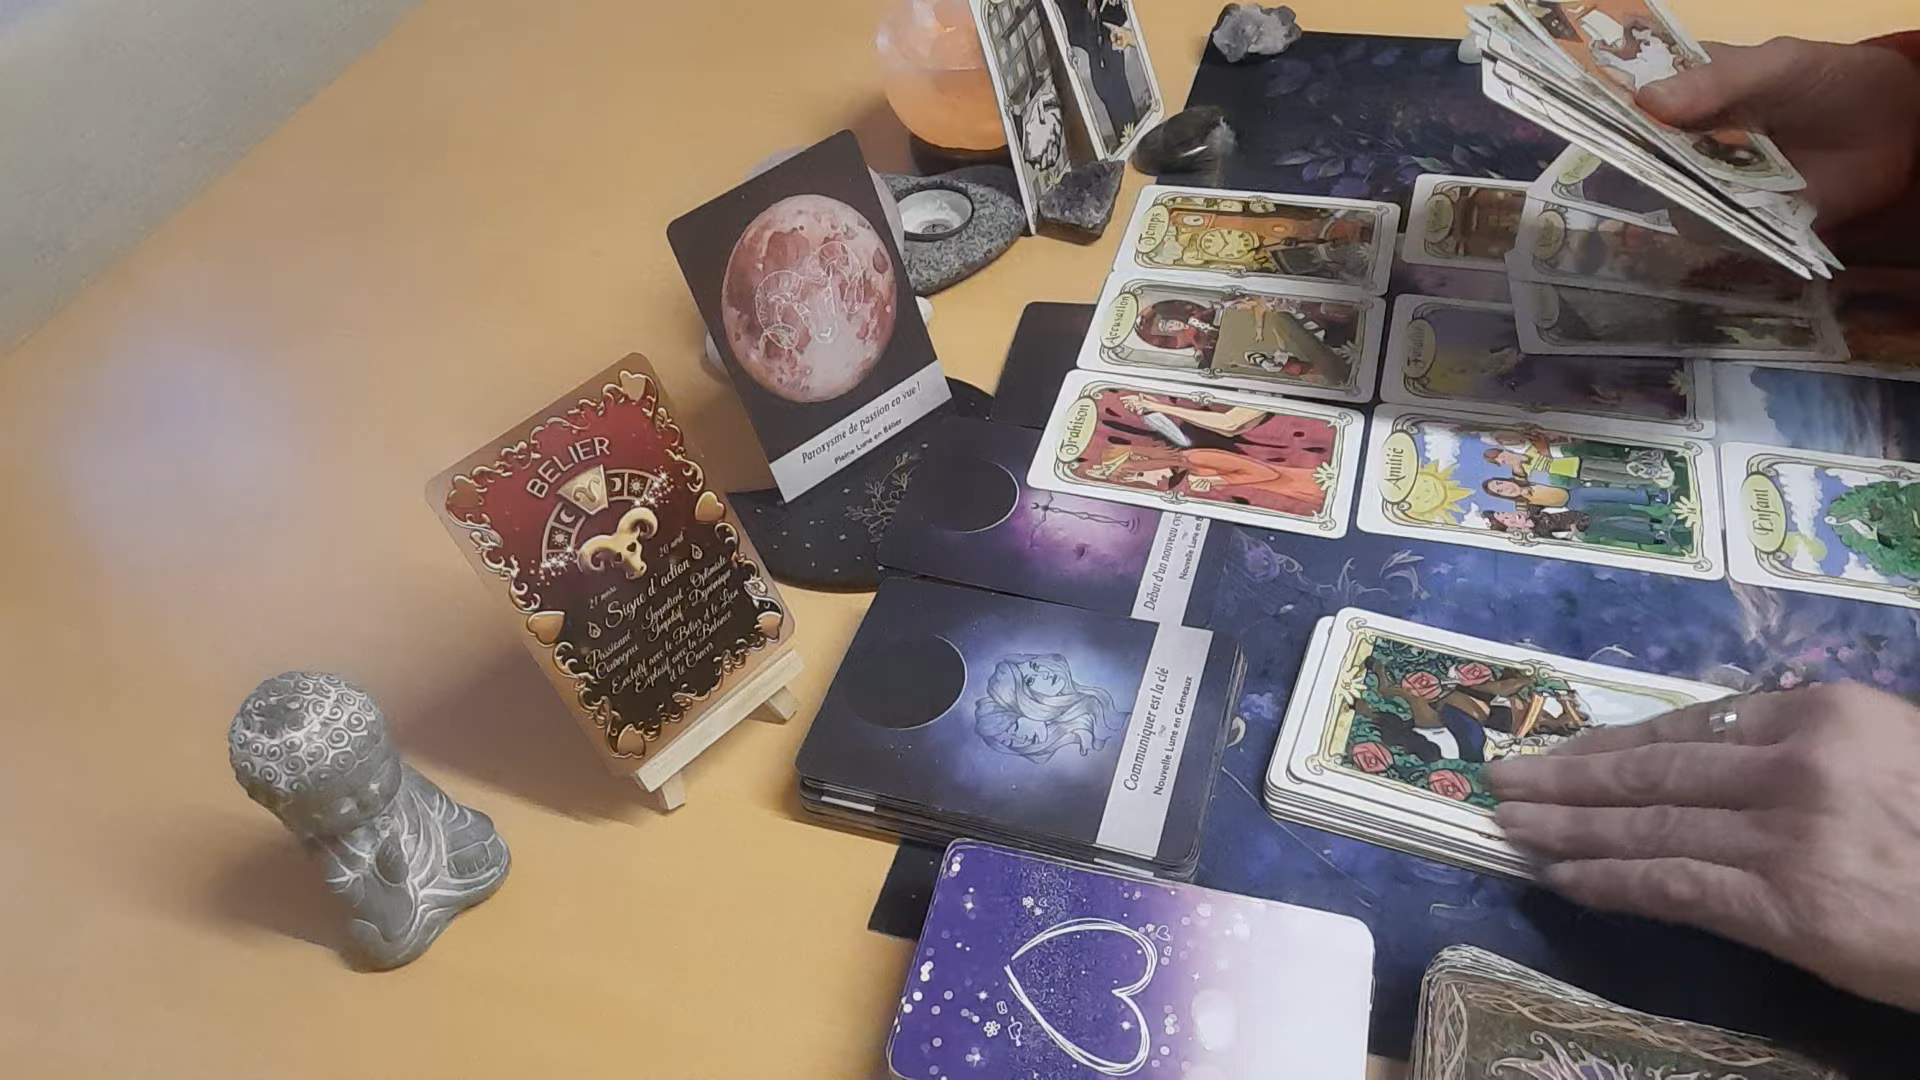 Temps
Accusation
Trahison
Amitié
Enfant
Paroxysme de passion en vue !
Pleine Lune en Bélier
BELIER
21 mars
20 avril
Signe d'action
Passionné Impatient Optimiste
Courageux Impulsif Dynamique
Evolutif avec le Bélier et le Lion
Explosif avec la Balance
et le Cancer
Début d'un nouveau
Nouvelle Lune en
Communiquer est la clé
Nouvelle Lune en Gémeaux